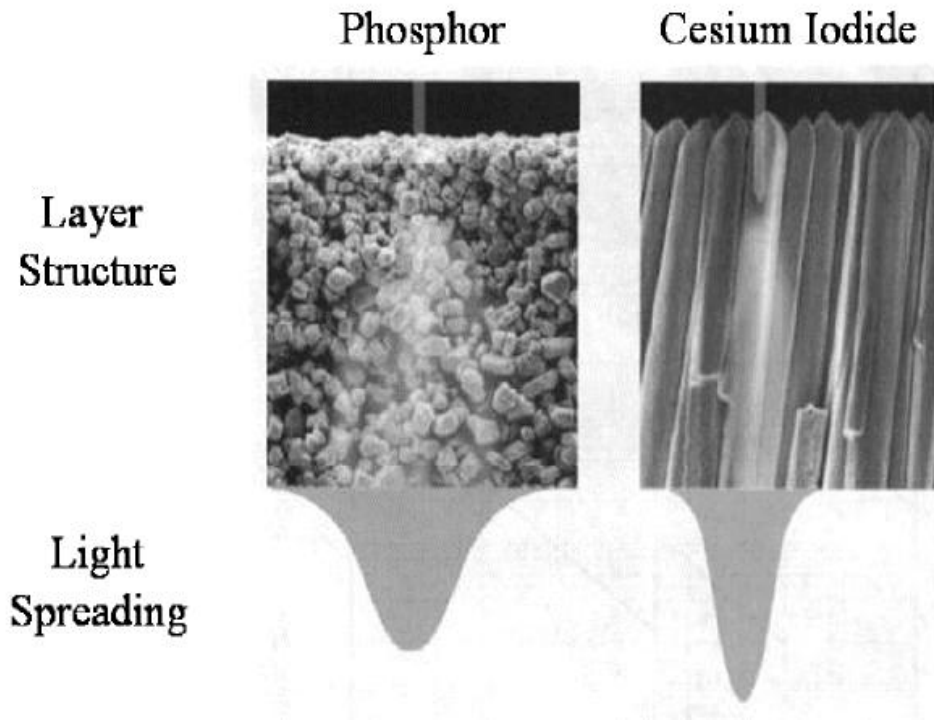 Phosphor
Cesium Iodide
Layer
Structure
Light
Spreading